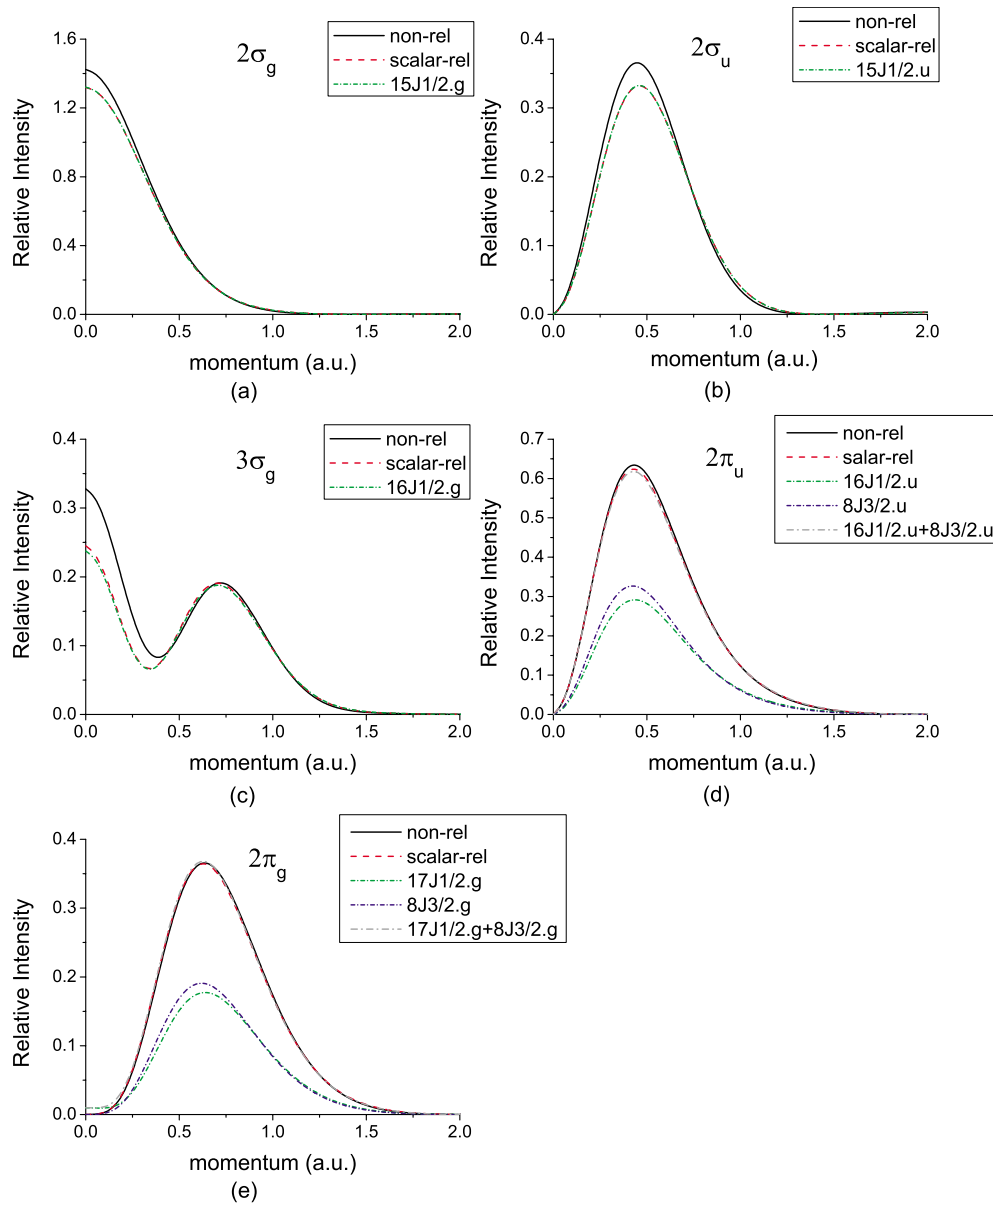 2σg
non-rel
scalar-rel
15J1/2.g
Relative Intensity
1.6
1.2
0.8
0.4
0.0
0.0 0.5 1.0 1.5 2.0
momentum (a.u.)
(a)
2σu
non-rel
scalar-rel
15J1/2.u
Relative Intensity
0.4
0.3
0.2
0.1
0.0
0.0 0.5 1.0 1.5 2.0
momentum (a.u.)
(b)
3σg
non-rel
scalar-rel
16J1/2.g
Relative Intensity
0.4
0.3
0.2
0.1
0.0
0.0 0.5 1.0 1.5 2.0
momentum (a.u.)
(c)
2πu
non-rel
salar-rel
16J1/2.u
8J3/2.u
16J1/2.u+8J3/2.u
Relative Intensity
0.7
0.6
0.5
0.4
0.3
0.2
0.1
0.0
0.0 0.5 1.0 1.5 2.0
momentum (a.u.)
(d)
2πg
non-rel
scalar-rel
17J1/2.g
8J3/2.g
17J1/2.g+8J3/2.g
Relative Intensity
0.4
0.3
0.2
0.1
0.0
0.0 0.5 1.0 1.5 2.0
momentum (a.u.)
(e)